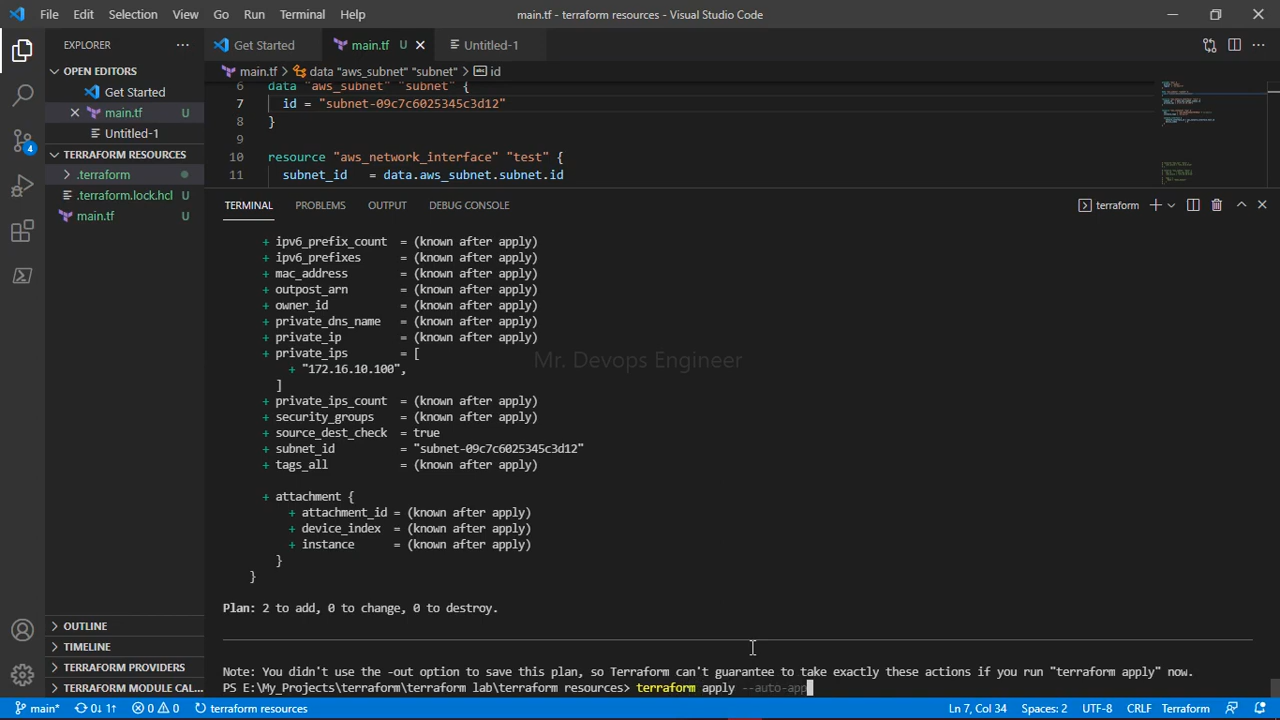 File Edit Selection View Go Run Terminal Help main.tf - terraform resources - Visual Studio Code
EXPLORER
Get Started main.tf U Untitled-1
OPEN EDITORS
Get Started
main.tf U
Untitled-1
TERRAFORM RESOURCES
.terraform
.terraform.lock.hcl U
main.tf U
OUTLINE
TIMELINE
TERRAFORM PROVIDERS
TERRAFORM MODULE CAL...
4
main.tf > data "aws_subnet" "subnet" > id
6 data "aws_subnet" "subnet" {
7 id = "subnet-09c7c6025345c3d12"
8 }
9
10 resource "aws_network_interface" "test" {
11 subnet_id = data.aws_subnet.subnet.id
TERMINAL PROBLEMS OUTPUT DEBUG CONSOLE terraform
+ ipv6_prefix_count = (known after apply)
+ ipv6_prefixes = (known after apply)
+ mac_address = (known after apply)
+ outpost_arn = (known after apply)
+ owner_id = (known after apply)
+ private_dns_name = (known after apply)
+ private_ip = (known after apply)
+ private_ips = [
+ "172.16.10.100",
]
+ private_ips_count = (known after apply)
+ security_groups = (known after apply)
+ source_dest_check = true
+ subnet_id = "subnet-09c7c6025345c3d12"
+ tags_all = (known after apply)
+ attachment {
+ attachment_id = (known after apply)
+ device_index = (known after apply)
+ instance = (known after apply)
}
}
Mr. Devops Engineer
Plan: 2 to add, 0 to change, 0 to destroy.
Note: You didn't use the -out option to save this plan, so Terraform can't guarantee to take exactly these actions if you run "terraform apply" now.
PS E:\My_Projects\terraform\terraform lab\terraform resources> terraform apply --auto-app
main* 0↓ 1↑ 0 0 terraform resources Ln 7, Col 34 Spaces: 2 UTF-8 CRLF Terraform